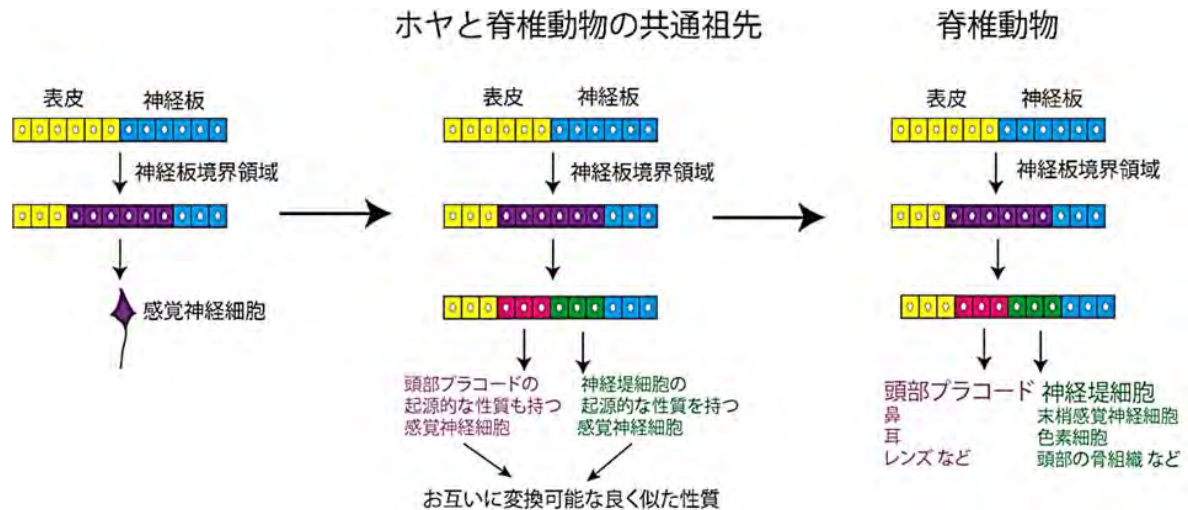 ホヤと脊椎動物の共通祖先
脊椎動物
表皮 神経板
神経板境界領域
感覚神経細胞
表皮 神経板
神経板境界領域
頭部プラコードの
起源的な性質も持つ
感覚神経細胞
神経堤細胞の
起源的な性質を持つ
感覚神経細胞
お互いに変換可能な良く似た性質
表皮 神経板
神経板境界領域
頭部プラコード
鼻
耳
レンズ など
神経堤細胞
末梢感覚神経細胞
色素細胞
頭部の骨組織 など